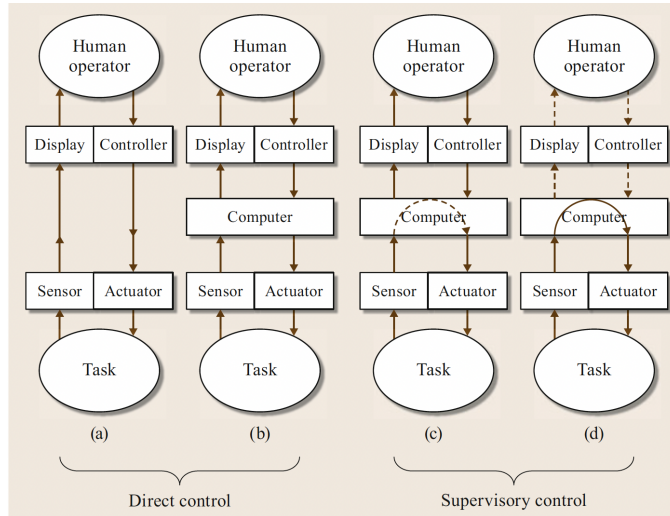 Human operator
Human operator
Human operator
Human operator
Display Controller
Display Controller
Display Controller
Display Controller
Computer
Computer
Computer
Sensor Actuator
Sensor Actuator
Sensor Actuator
Sensor Actuator
Task
Task
Task
Task
(a)
(b)
(c)
(d)
Direct control
Supervisory control